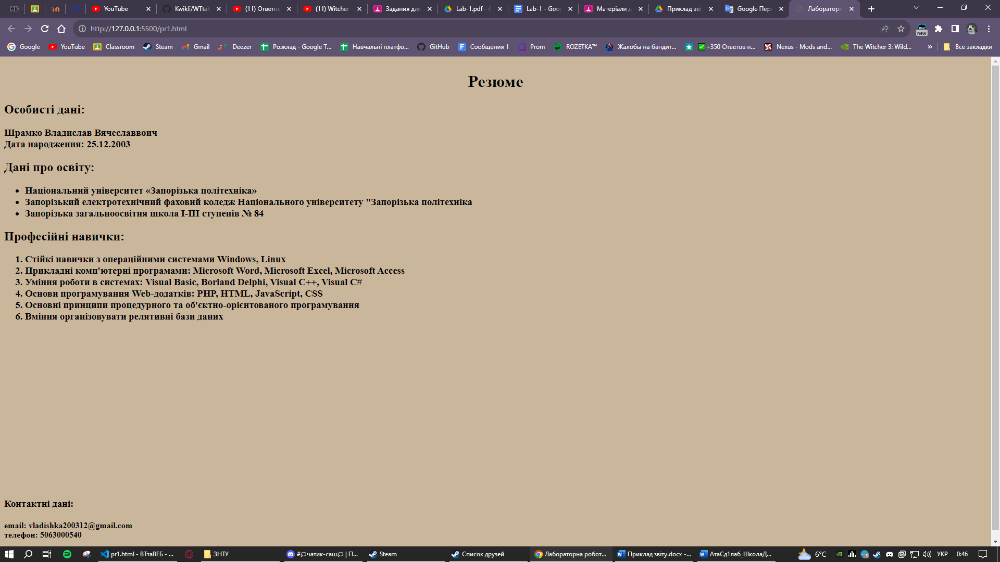 YouTube
Kwikli/WTta
(11) Ответн
(11) Witcher
Задания для
Lab-1.pdf - G
Lab-1 - Goog
Матеріали д
Приклад зві
Google Пер
Лабораторн
http://127.0.0.1:5500/pr1.html
new
Google
YouTube
Classroom
Steam
Gmail
Deezer
Розклад - Google T...
Навчальні платфо...
GitHub
Сообщения 1
Prom
ROZETKA™
Жалобы на бандит...
+350 Ответов н...
Nexus - Mods and...
The Witcher 3: Wild...
»
Все закладки
Резюме
Особисті дані:
Шрамко Владислав Вячеславвоич
Дата народження: 25.12.2003
Дані про освіту:
• Національний університет «Запорізька політехніка»
• Запорізький електротехнічний фаховий коледж Національного університету "Запорізька політехніка
• Запорізька загальноосвітня школа І-ІІІ ступенів № 84
Професійні навички:
1. Стійкі навички з операційними системами Windows, Linux
2. Прикладні комп'ютерні програмами: Microsoft Word, Microsoft Excel, Microsoft Access
3. Уміння роботи в системах: Visual Basic, Borland Delphi, Visual C++, Visual C#
4. Основи програмування Web-додатків: PHP, HTML, JavaScript, CSS
5. Основні принципи процедурного та об'єктно-орієнтованого програмування
6. Вміння організовувати релятивні бази даних
Контактні дані:
email: vladishka200312@gmail.com
телефон: 5063000540
pr1.html - ВТтаВЕБ - ...
ЗНТУ
#чатик-саш | П...
Steam
Список друзей
Лабораторна робот...
Приклад звіту.docx -...
АтаСд1лаб_ШколаД...
6°C
УКР
0:46